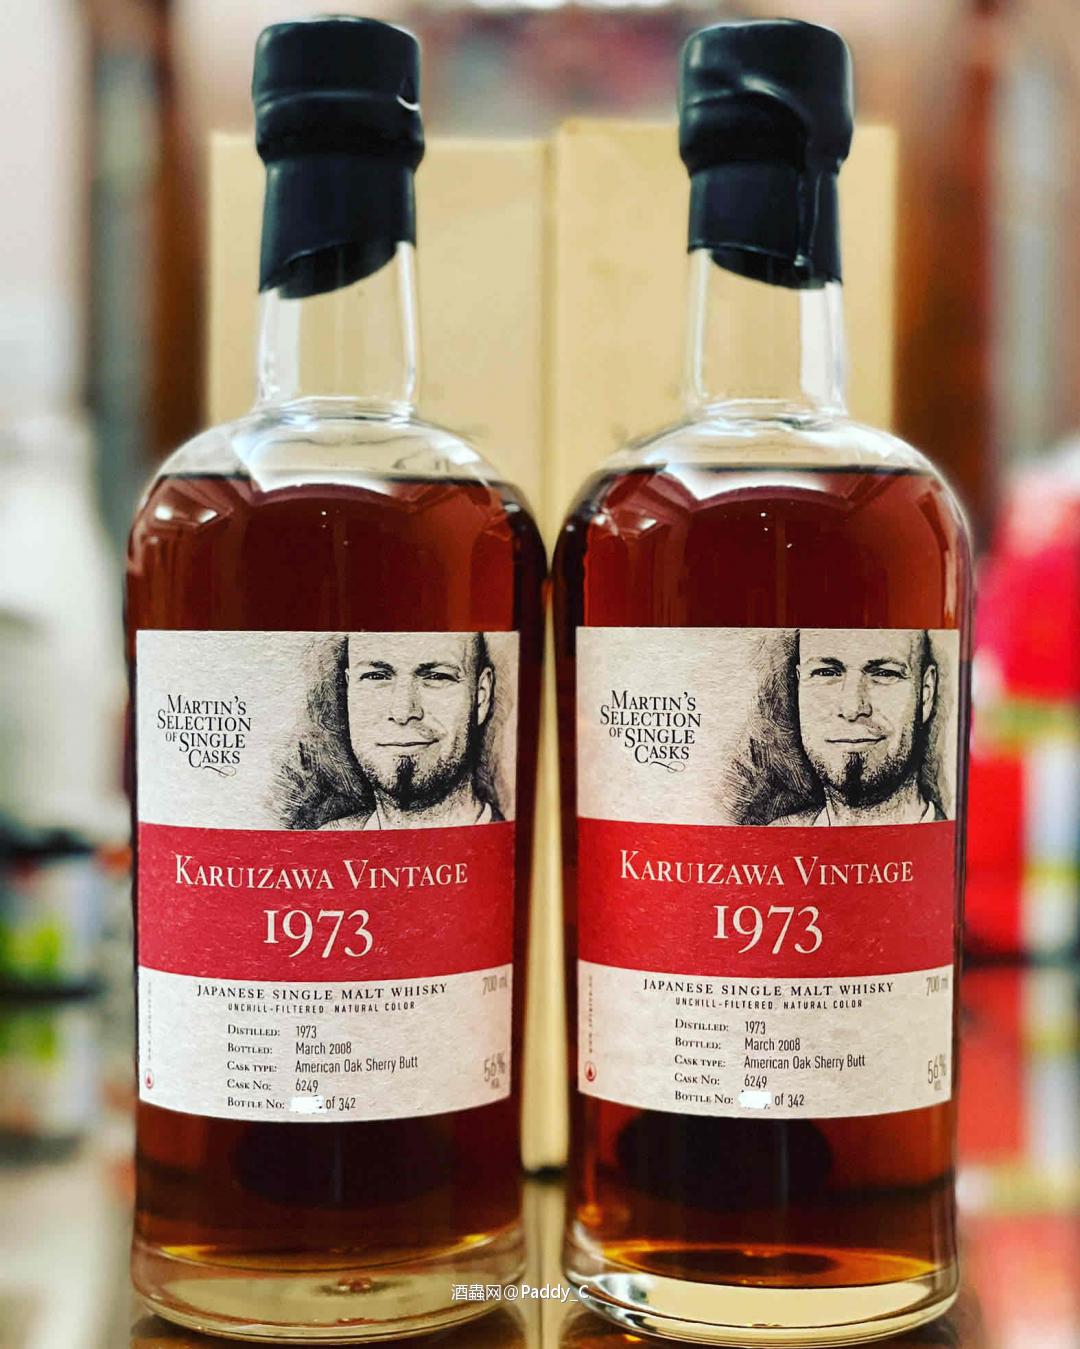 MARTIN'S
SELECTION
OF SINGLE
CASKS
KARUIZAWA VINTAGE
1973
JAPANESE SINGLE MALT WHISKY
700 ml
UNCHILL-FILTERED, NATURAL COLOR
DISTILLED: 1973
BOTTLED: March 2008
CASK TYPE: American Oak Sherry Butt
56%
CASK NO: 6249
BOTTLE NO: of 342
MARTIN'S
SELECTION
OF SINGLE
CASKS
KARUIZAWA VINTAGE
1973
JAPANESE SINGLE MALT WHISKY
700 ml
UNCHILL-FILTERED, NATURAL COLOR
DISTILLED: 1973
BOTTLED: March 2008
CASK TYPE: American Oak Sherry Butt
56%
CASK NO: 6249
BOTTLE NO: of 342
酒蟲网@Paddy_C